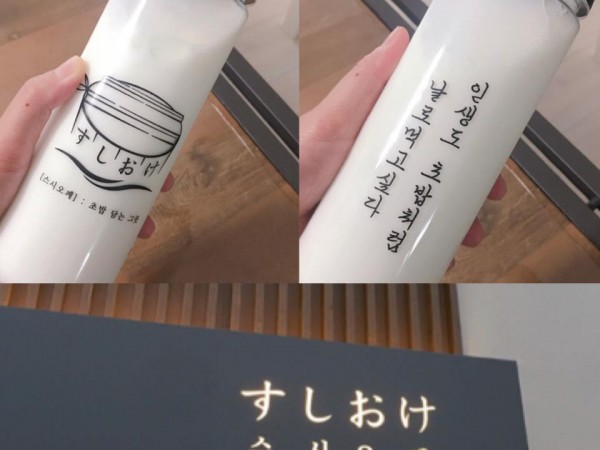 すしおけ
[스시오케] : 초밥 담는 그릇
인생도 초밥처럼
날로먹고싶다
すしおけ